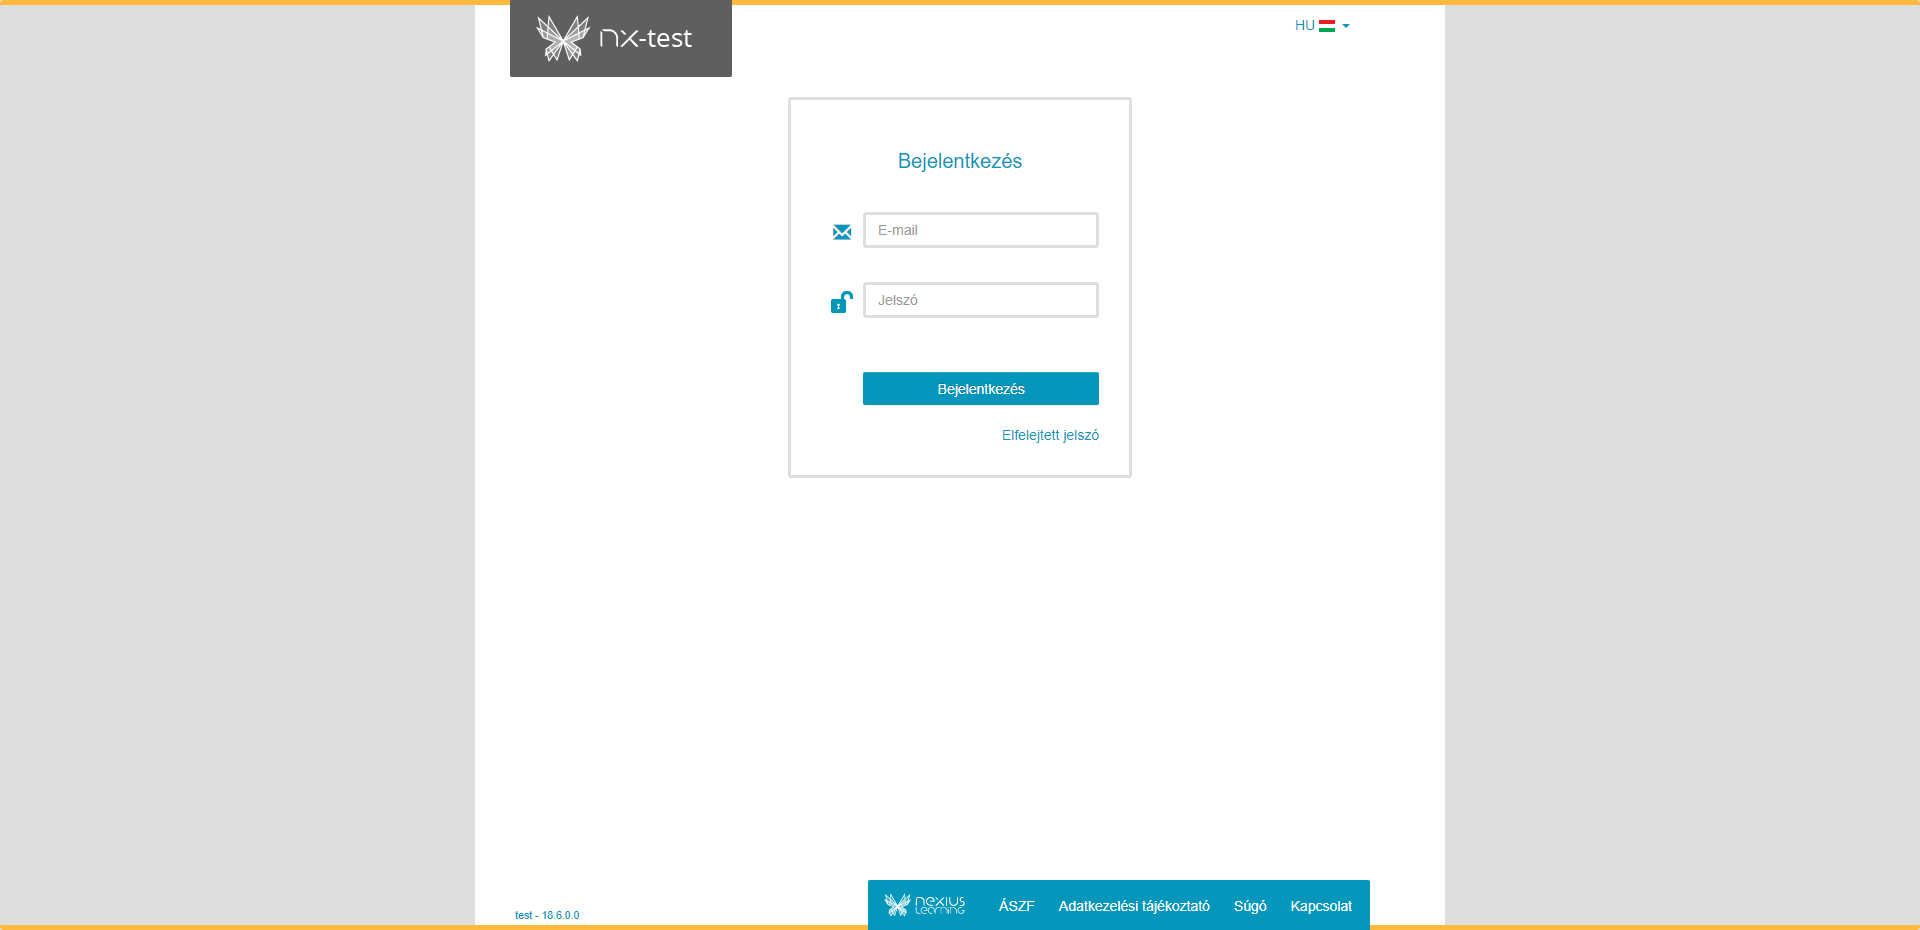 nx-test
HU
Bejelentkezés
E-mail
Jelszó
Bejelentkezés
Elfelejtett jelszó
test - 18.6.0.0
nexius
Learning
ÁSZF
Adatkezelési tájékoztató
Súgó
Kapcsolat